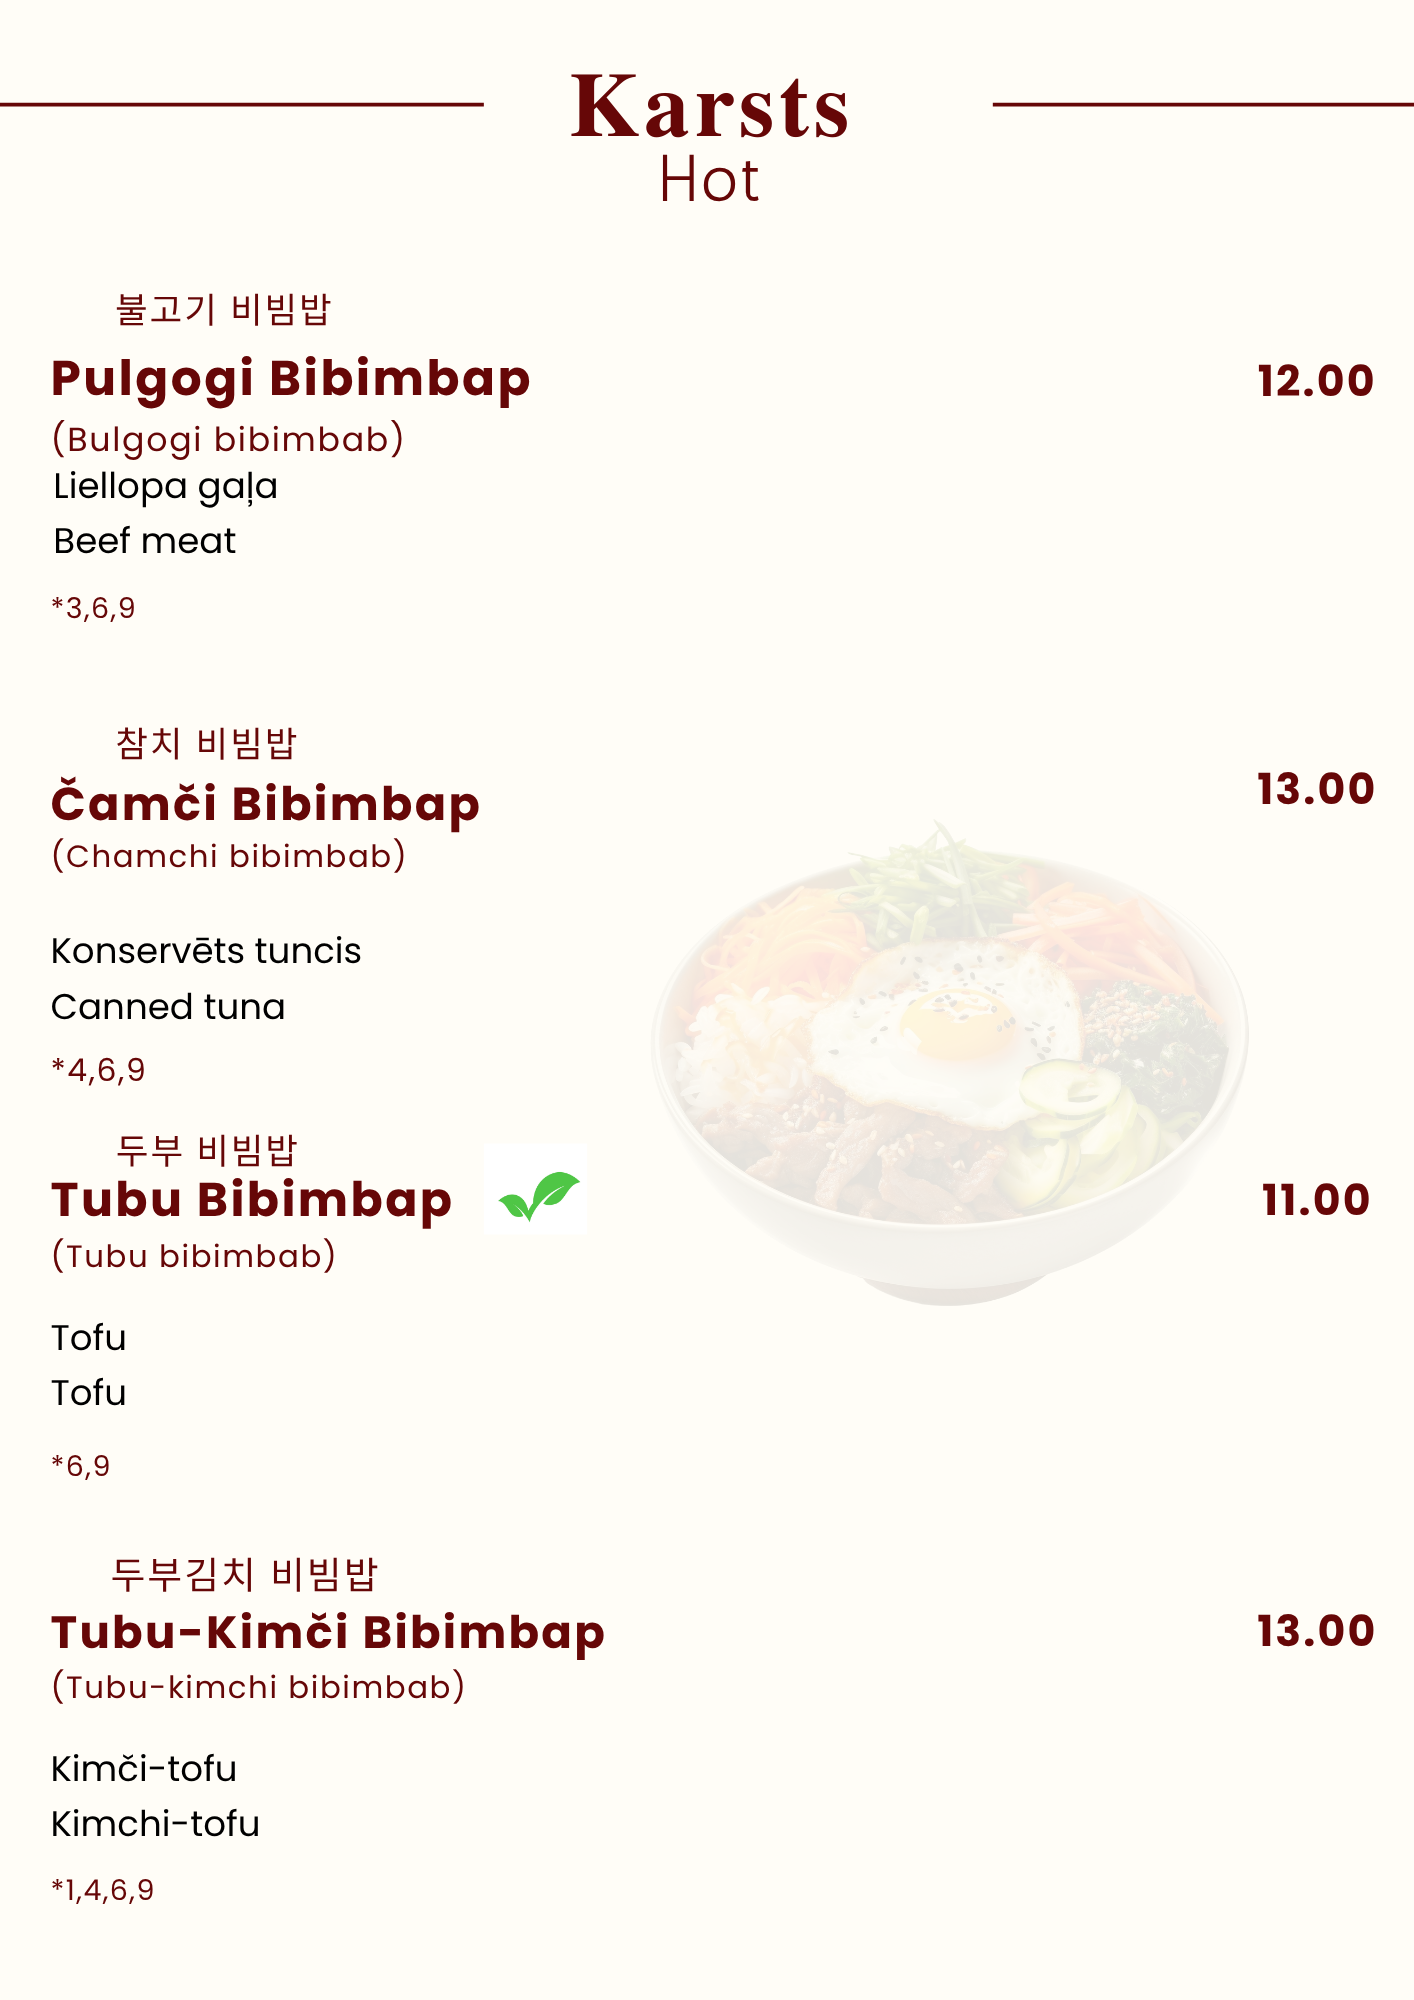 Karsts
Hot
불고기 비빔밥
Pulgogi Bibimbap
12.00
(Bulgogi bibimbab)
Liellopa gaļa
Beef meat
*3,6,9
참치 비빔밥
Čamči Bibimbap
13.00
(Chamchi bibimbab)
Konservēts tuncis
Canned tuna
*4,6,9
두부 비빔밥
Tubu Bibimbap
11.00
(Tubu bibimbab)
Tofu
Tofu
*6,9
두부김치 비빔밥
Tubu-Kimči Bibimbap
13.00
(Tubu-kimchi bibimbab)
Kimči-tofu
Kimchi-tofu
*1,4,6,9